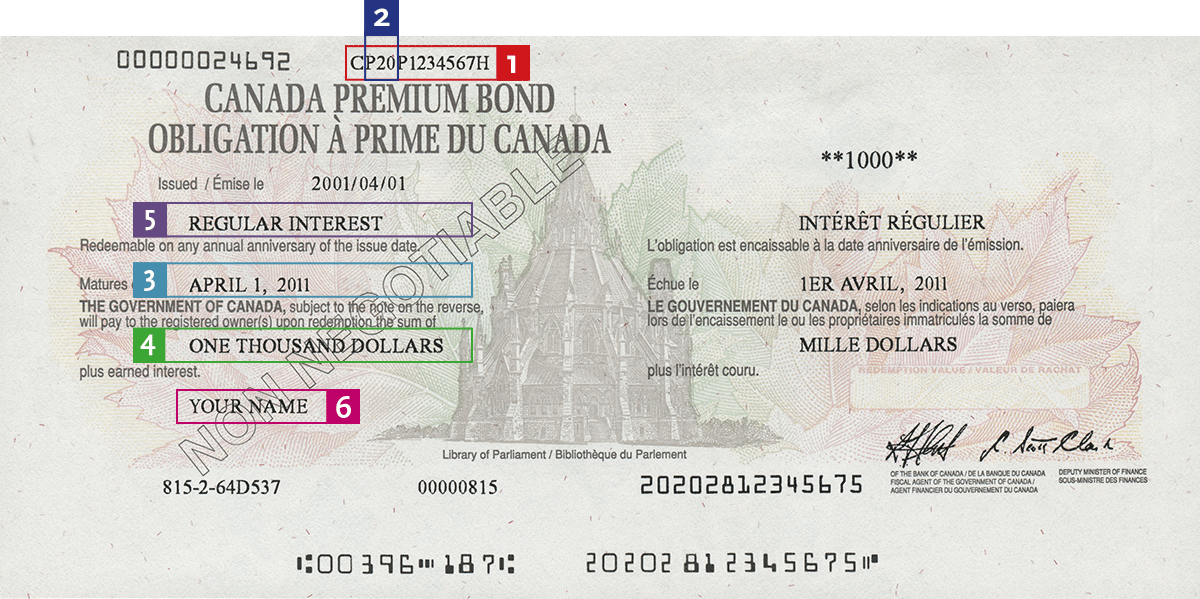 2
00000024692
CP20P1234567H 1
CANADA PREMIUM BOND
OBLIGATION À PRIME DU CANADA
**1000**
Issued / Émise le 2001/04/01
5 REGULAR INTEREST INTÉRÊT RÉGULIER
Redeemable on any annual anniversary of the issue date. L'obligation est encaissable à la date anniversaire de l'émission.
Matures 3 APRIL 1, 2011 Échue le 1ER AVRIL, 2011
THE GOVERNMENT OF CANADA, subject to the note on the reverse, LE GOUVERNEMENT DU CANADA, selon les indications au verso, paiera
will pay to the registered owner(s) upon redemption the sum of lors de l'encaissement le ou les propriétaires immatriculés la somme de
4 ONE THOUSAND DOLLARS MILLE DOLLARS
plus earned interest. plus l'intérêt couru.
REDEMPTION VALUE / VALEUR DE RACHAT
YOUR NAME 6
NON NEGOTIABLE
Library of Parliament / Bibliothèque du Parlement
OF THE BANK OF CANADA / DE LA BANQUE DU CANADA
FISCAL AGENT OF THE GOVERNMENT OF CANADA /
AGENT FINANCIER DU GOUVERNEMENT DU CANADA
DEPUTY MINISTER OF FINANCE
SOUS-MINISTRE DES FINANCES
815-2-64D537 00000815 20202812345675
00396 187 20202 81 2345675